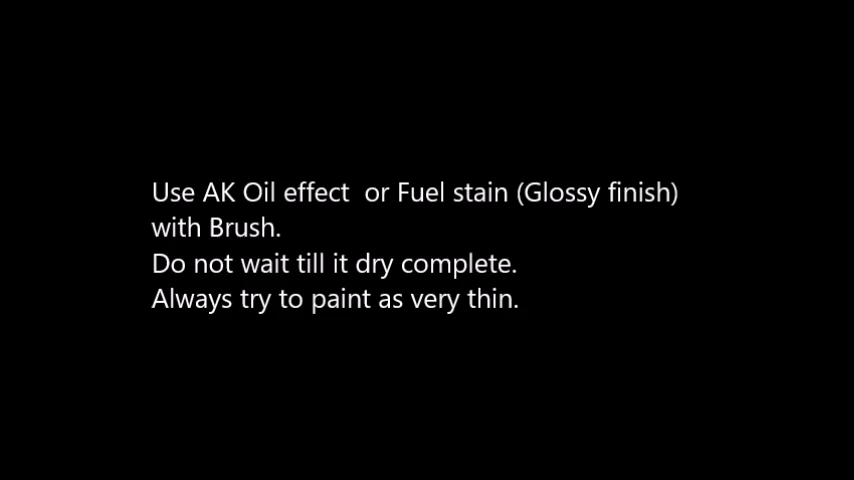 Use AK Oil effect  or Fuel stain (Glossy finish)
with Brush.
Do not wait till it dry complete.
Always try to paint as very thin.